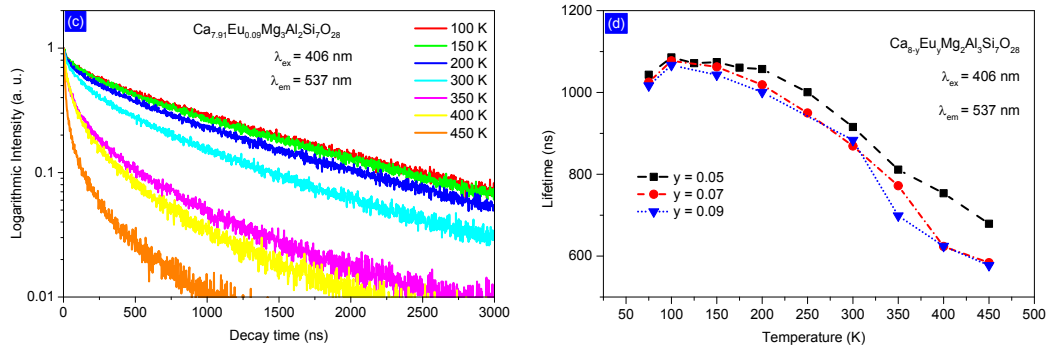 (c)
Ca7.91Eu0.09Mg3Al2Si7O28
λex = 406 nm
λem = 537 nm
100 K
150 K
200 K
300 K
350 K
400 K
450 K
Logarithmic Intensity (a. u.)
1
0.1
0.01
0 500 1000 1500 2000 2500 3000
Decay time (ns)
(d)
Ca8-yEuyMg2Al3Si7O28
λex = 406 nm
λem = 537 nm
y = 0.05
y = 0.07
y = 0.09
Lifetime (ns)
1200
1000
800
600
50 100 150 200 250 300 350 400 450 500
Temperature (K)